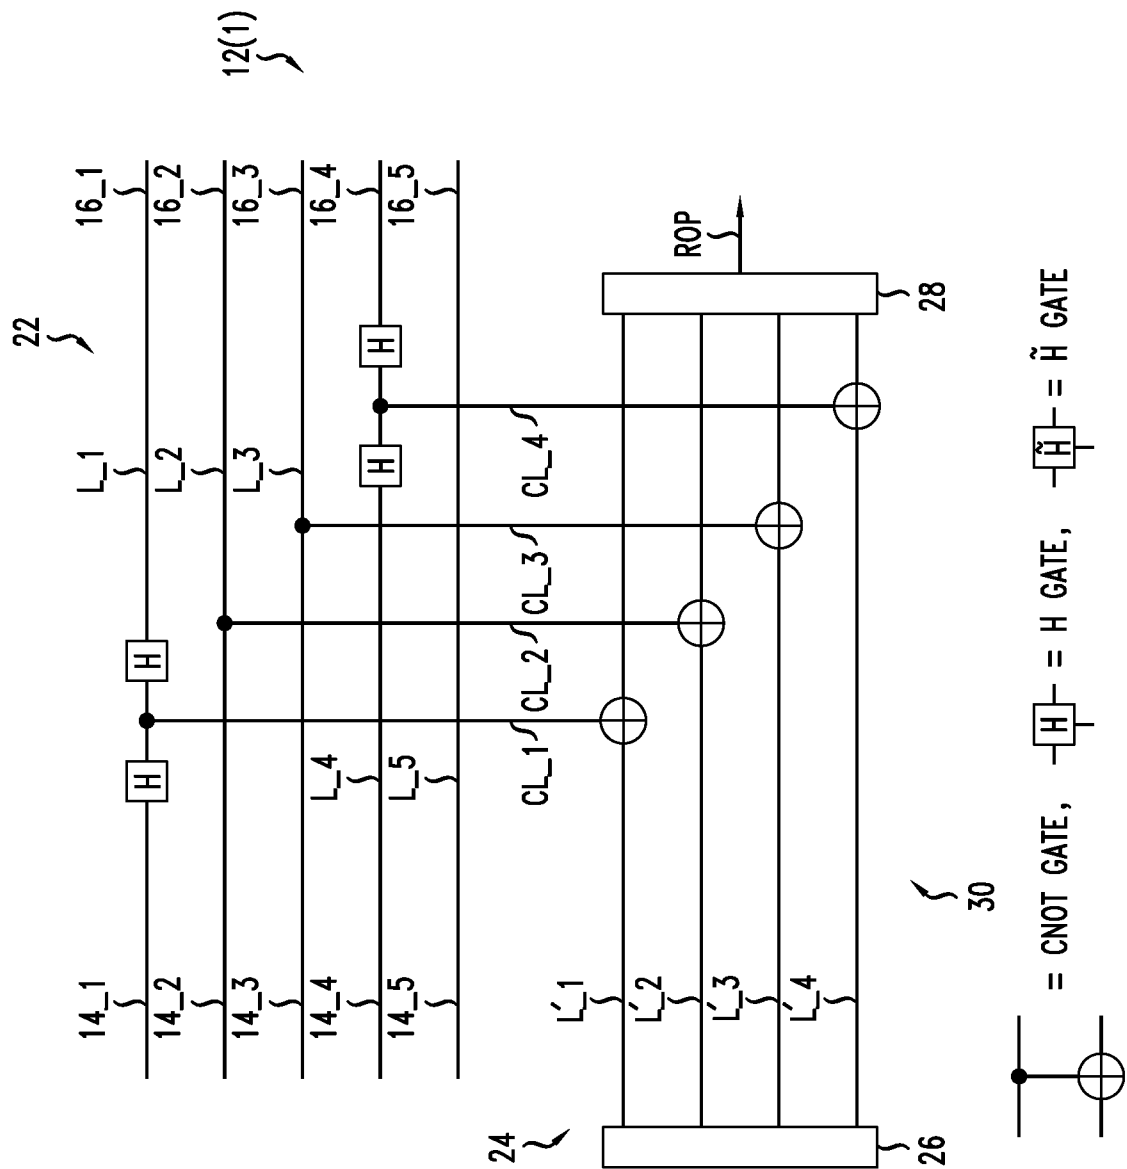 12(1)
22
16_1
16_2
16_3
16_4
16_5
L_1
L_2
L_3
L_4
L_5
14_1
14_2
14_3
14_4
14_5
H
H
H
H
CL_1
CL_2
CL_3
CL_4
ROP
28
24
26
30
L'_1
L'_2
L'_3
L'_4
= CNOT GATE, H = H GATE, H̃ = H̃ GATE